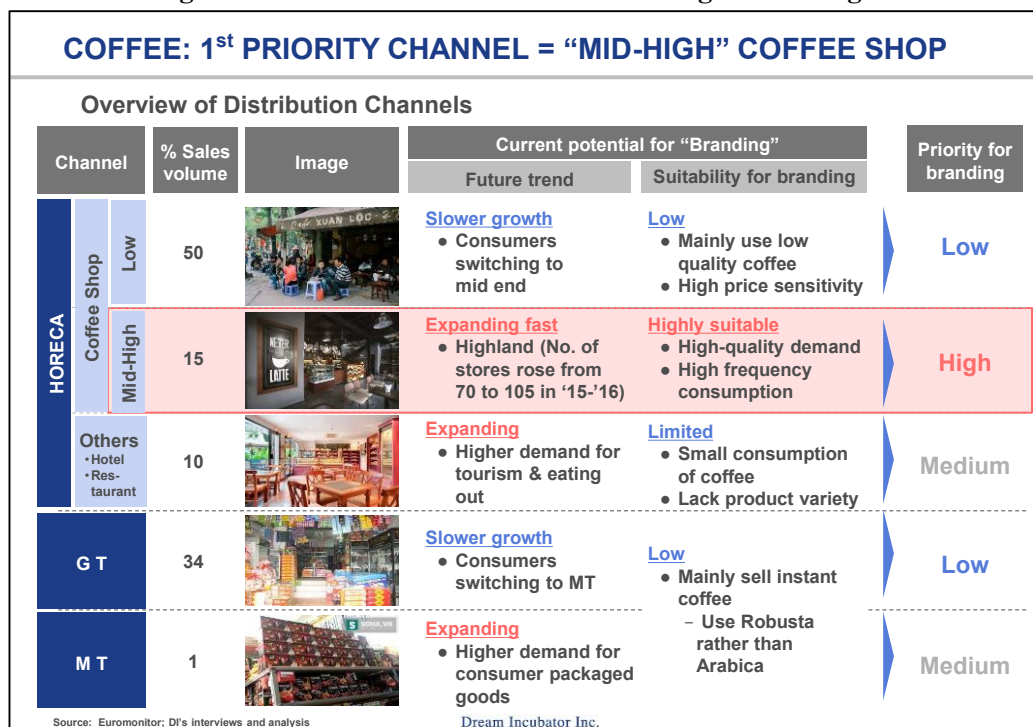 COFFEE: 1st PRIORITY CHANNEL = “MID-HIGH” COFFEE SHOP
Overview of Distribution Channels
Channel
% Sales
volume
Image
Current potential for “Branding”
Future trend
Suitability for branding
Priority for
branding
HORECA
Coffee Shop
Low
50
Cafe XUAN LOC
Slower growth
● Consumers
switching to
mid end
Low
● Mainly use low
quality coffee
● High price sensitivity
Low
Mid-High
15
NEVER
LATTE
Expanding fast
● Highland (No. of
stores rose from
70 to 105 in ‘15-’16)
Highly suitable
● High-quality demand
● High frequency
consumption
High
Others
•Hotel
•Res-
taurant
10
Expanding
● Higher demand for
tourism & eating
out
Limited
● Small consumption
of coffee
● Lack product variety
Medium
G T
34
Slower growth
● Consumers
switching to MT
Low
● Mainly sell instant
coffee
– Use Robusta
rather than
Arabica
Low
M T
1
SOHA.VN
Expanding
● Higher demand for
consumer packaged
goods
Medium
Source: Euromonitor; DI's interviews and analysis
Dream Incubator Inc.